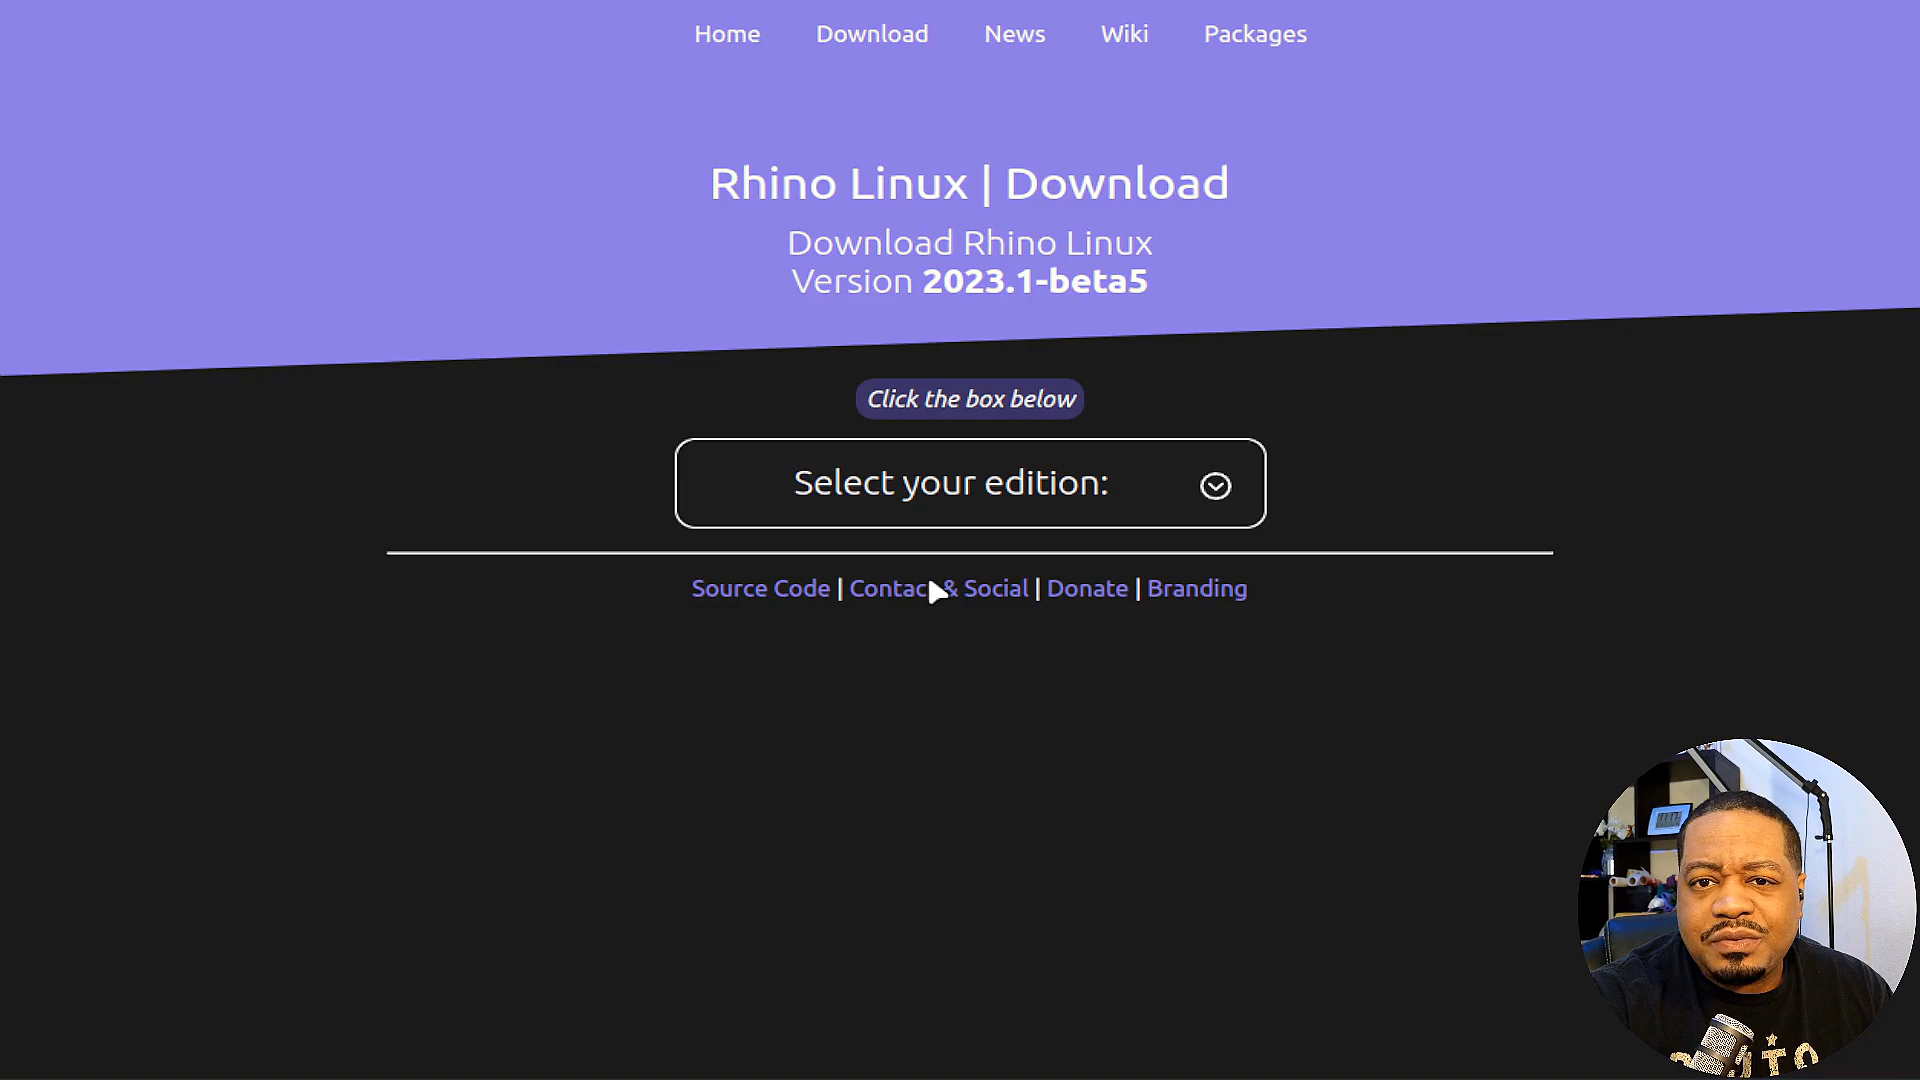 Home Download News Wiki Packages
Rhino Linux | Download
Download Rhino Linux
Version 2023.1-beta5
Click the box below
Select your edition:
Source Code | Contact & Social | Donate | Branding